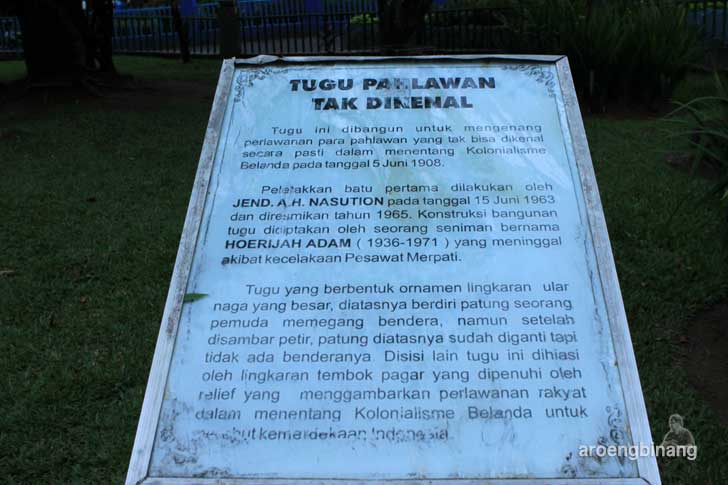 TUGU PAHLAWAN
TAK DIKENAL
Tugu ini dibangun untuk mengenang
perlawanan para pahlawan yang tak bisa dikenal
secara pasti dalam menentang Kolonialisme
Belanda pada tanggal 5 Juni 1908.
Peletakkan batu pertama dilakukan oleh
JEND. A.H. NASUTION pada tanggal 15 Juni 1963
dan diresmikan tahun 1965. Konstruksi bangunan
tugu diciptakan oleh seorang seniman bernama
HOERIJAH ADAM ( 1936-1971 ) yang meninggal
akibat kecelakaan Pesawat Merpati.
Tugu yang berbentuk ornamen lingkaran ular
naga yang besar, diatasnya berdiri patung seorang
pemuda memegang bendera, namun setelah
disambar petir, patung diatasnya sudah diganti tapi
tidak ada benderanya. Disisi lain tugu ini dihiasi
oleh lingkaran tembok pagar yang dipenuhi oleh
relief yang menggambarkan perlawanan rakyat
dalam menentang Kolonialisme Belanda untuk
kemerdekaan Indonesia.
aroengbinang